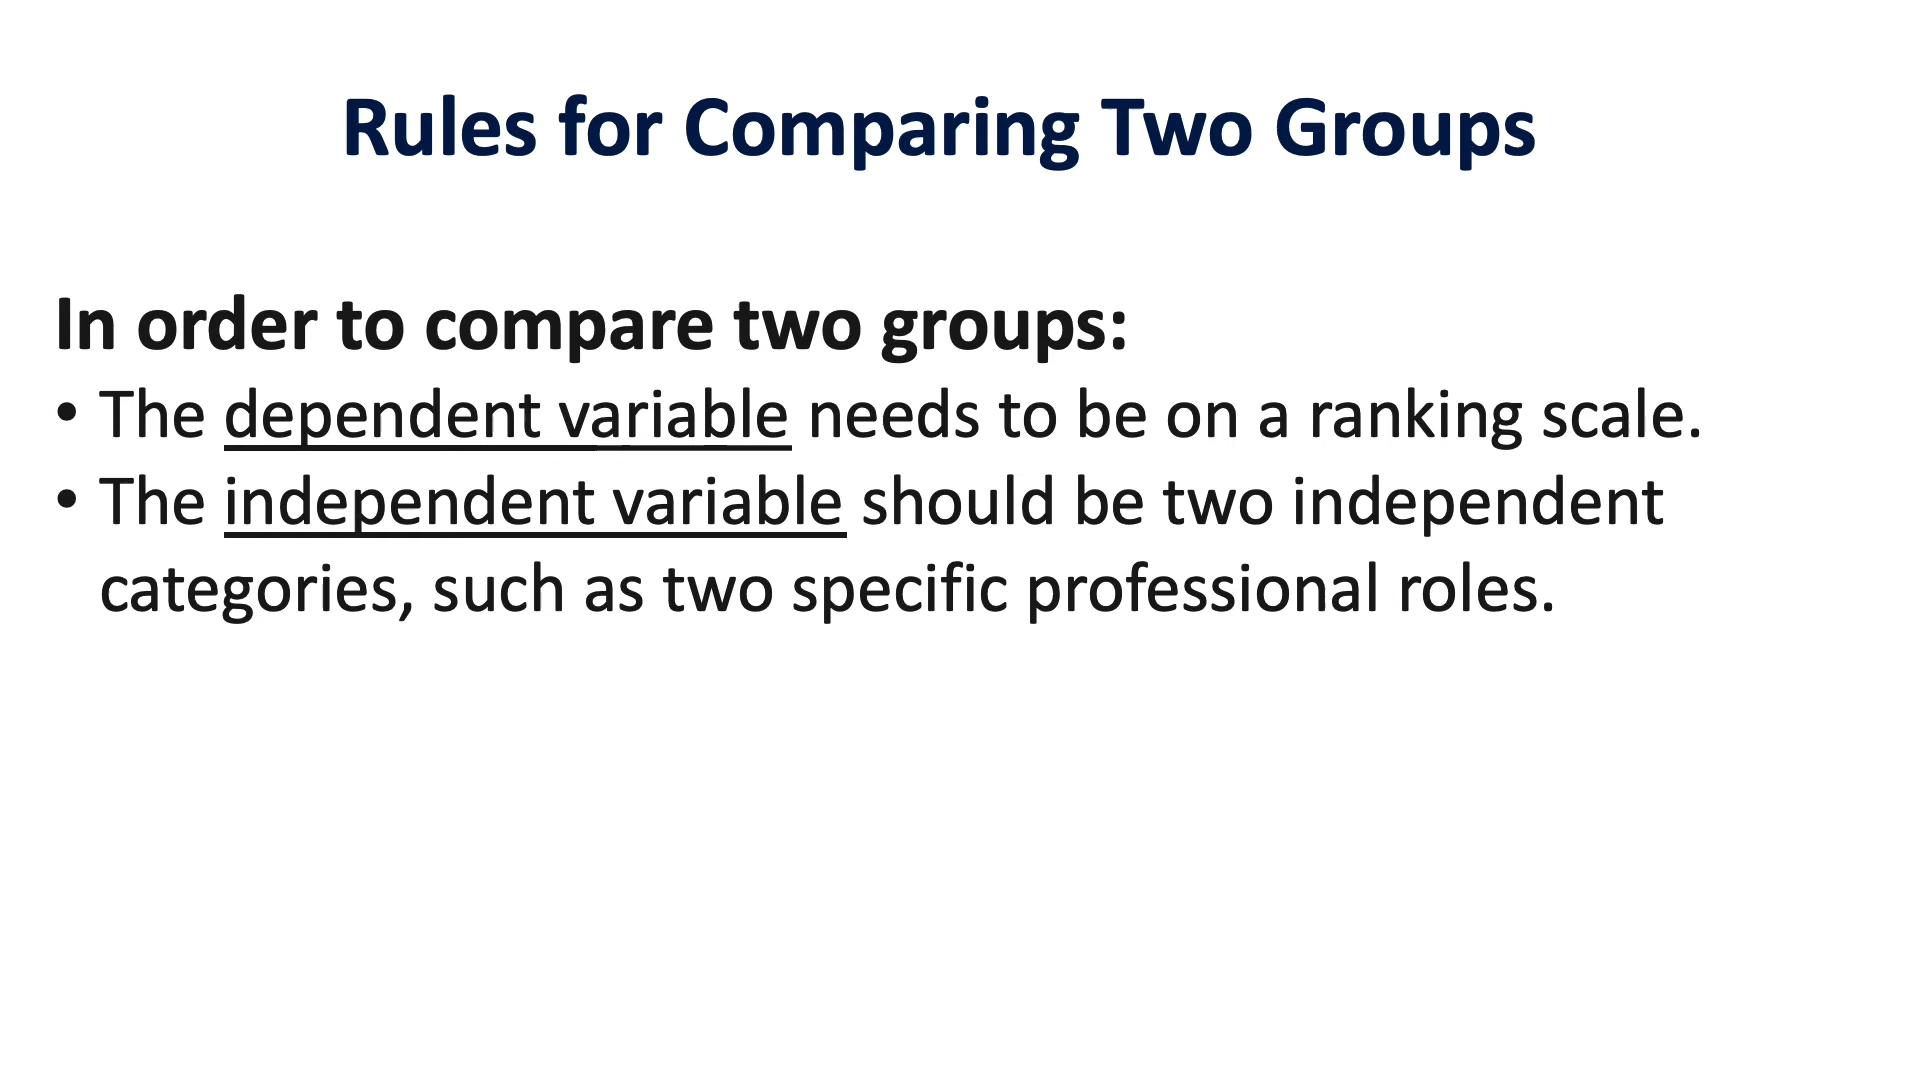 Rules for Comparing Two Groups
In order to compare two groups:
• The dependent variable needs to be on a ranking scale.
• The independent variable should be two independent
categories, such as two specific professional roles.